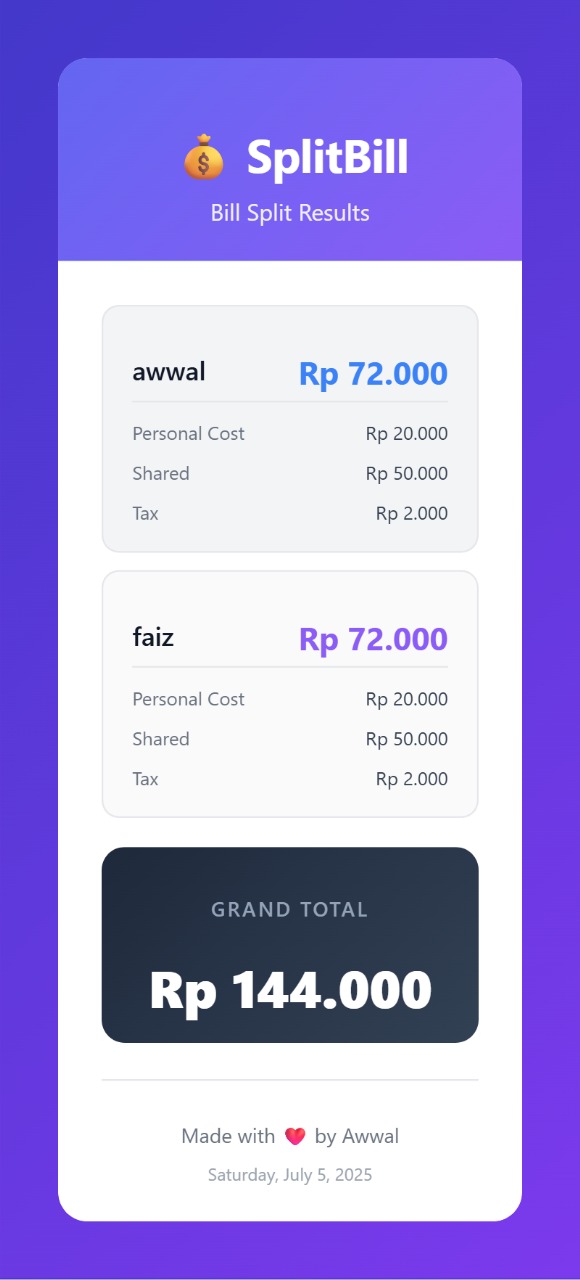 💰 SplitBill
Bill Split Results
awwal Rp 72.000
Personal Cost Rp 20.000
Shared Rp 50.000
Tax Rp 2.000
faiz Rp 72.000
Personal Cost Rp 20.000
Shared Rp 50.000
Tax Rp 2.000
GRAND TOTAL
Rp 144.000
Made with ❤️ by Awwal
Saturday, July 5, 2025